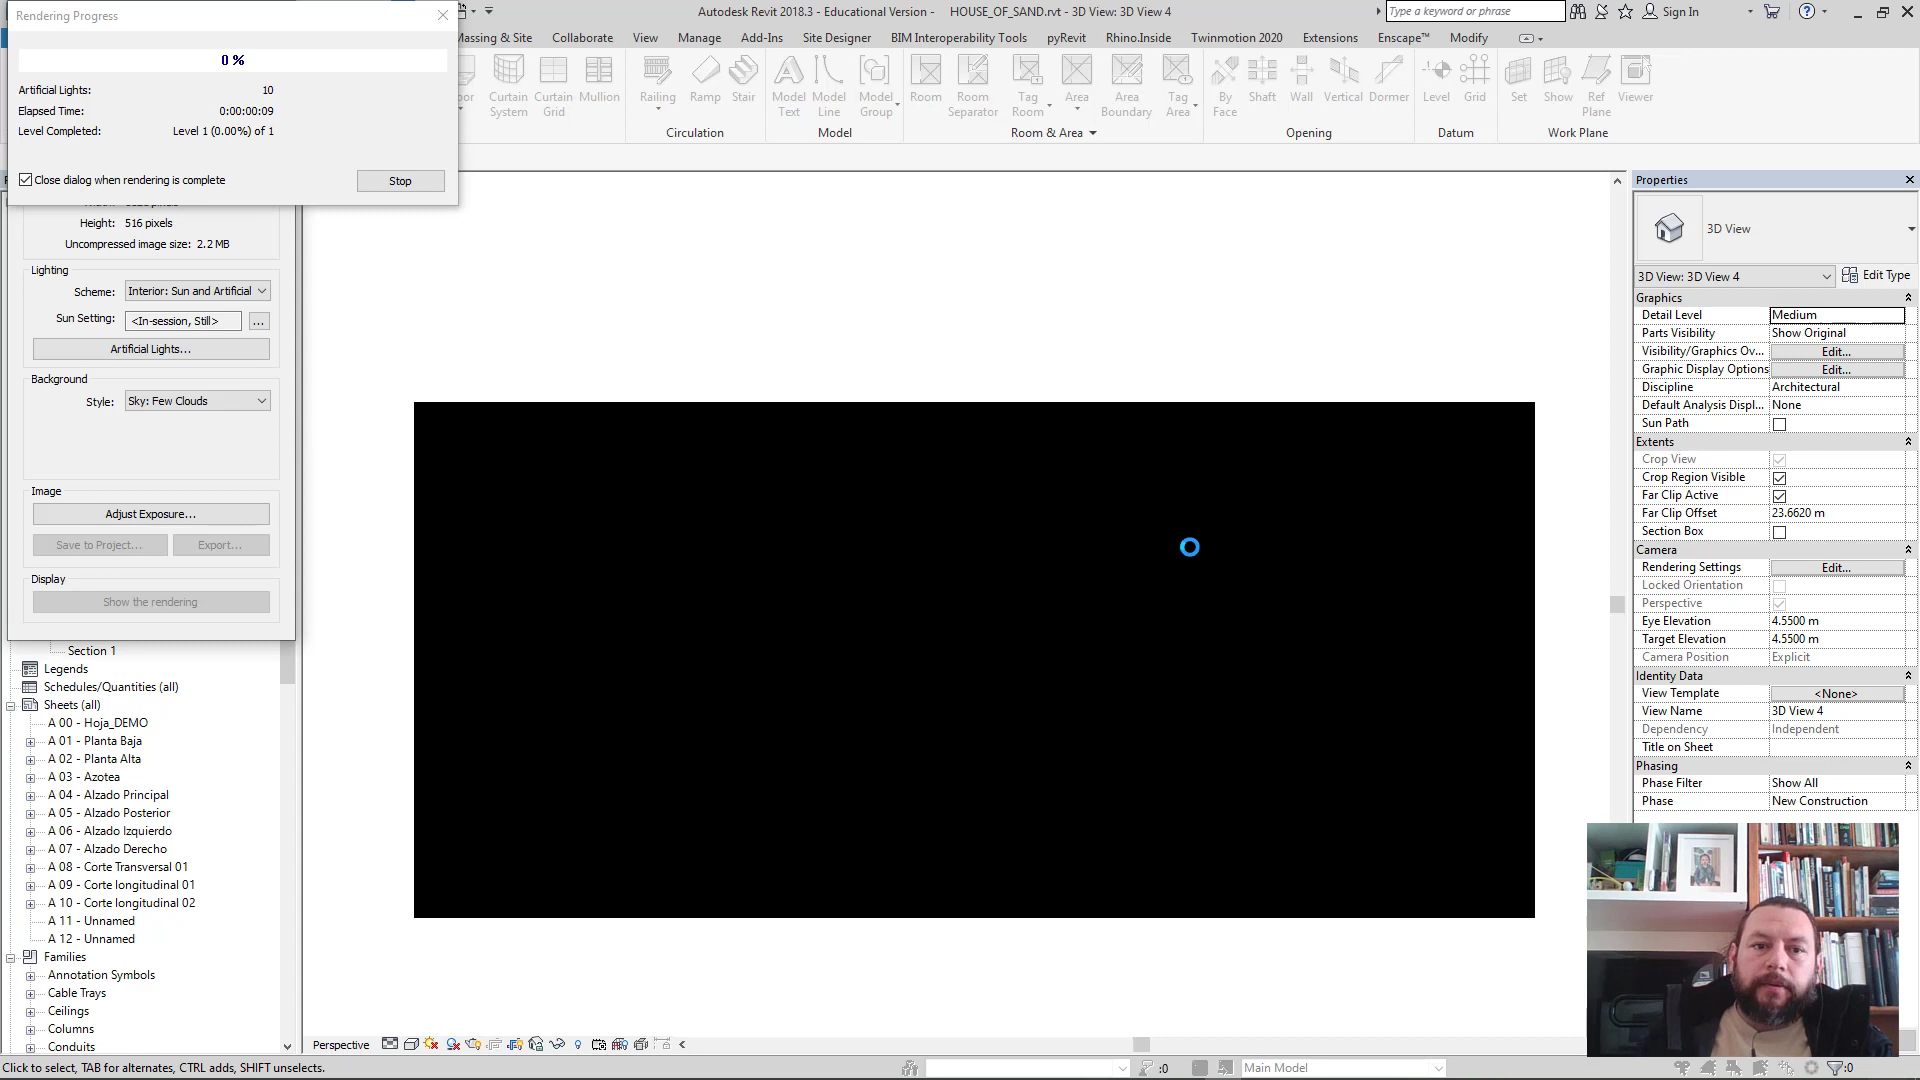 Rendering Progress
Autodesk Revit 2018.3 - Educational Version - HOUSE_OF_SAND.rvt - 3D View: 3D View 4
Type a keyword or phrase
Sign In
Massing & Site Collaborate View Manage Add-Ins Site Designer BIM Interoperability Tools pyRevit Rhino.Inside Twinmotion 2020 Extensions Enscape™ Modify
0 %
Artificial Lights: 10
Elapsed Time: 0:00:00:09
Level Completed: Level 1 (0.00%) of 1
Close dialog when rendering is complete
Stop
Curtain System
Curtain Grid
Mullion
Railing
Ramp
Stair
Circulation
Model Text
Model Line
Model Group
Model
Room
Room Separator
Tag Room
Area
Area Boundary
Tag Area
Room & Area
By Face
Shaft
Wall
Vertical
Dormer
Opening
Level
Grid
Datum
Set
Show
Ref Plane
Viewer
Work Plane
Height: 516 pixels
Uncompressed image size: 2.2 MB
Lighting
Scheme: Interior: Sun and Artificial
Sun Setting: <In-session, Still> ...
Artificial Lights...
Background
Style: Sky: Few Clouds
Image
Adjust Exposure...
Save to Project... Export...
Display
Show the rendering
Section 1
Legends
Schedules/Quantities (all)
Sheets (all)
A 00 - Hoja_DEMO
A 01 - Planta Baja
A 02 - Planta Alta
A 03 - Azotea
A 04 - Alzado Principal
A 05 - Alzado Posterior
A 06 - Alzado Izquierdo
A 07 - Alzado Derecho
A 08 - Corte Transversal 01
A 09 - Corte longitudinal 01
A 10 - Corte longitudinal 02
A 11 - Unnamed
A 12 - Unnamed
Families
Annotation Symbols
Cable Trays
Ceilings
Columns
Conduits
Properties
3D View
3D View: 3D View 4
Edit Type
Graphics
Detail Level Medium
Parts Visibility Show Original
Visibility/Graphics Ov... Edit...
Graphic Display Options Edit...
Discipline Architectural
Default Analysis Displ... None
Sun Path
Extents
Crop View
Crop Region Visible
Far Clip Active
Far Clip Offset 23.6620 m
Section Box
Camera
Rendering Settings Edit...
Locked Orientation
Perspective
Eye Elevation 4.5500 m
Target Elevation 4.5500 m
Camera Position Explicit
Identity Data
View Template <None>
View Name 3D View 4
Dependency Independent
Title on Sheet
Phasing
Phase Filter Show All
Phase New Construction
Perspective
Click to select, TAB for alternates, CTRL adds, SHIFT unselects.
:0
Main Model
:0